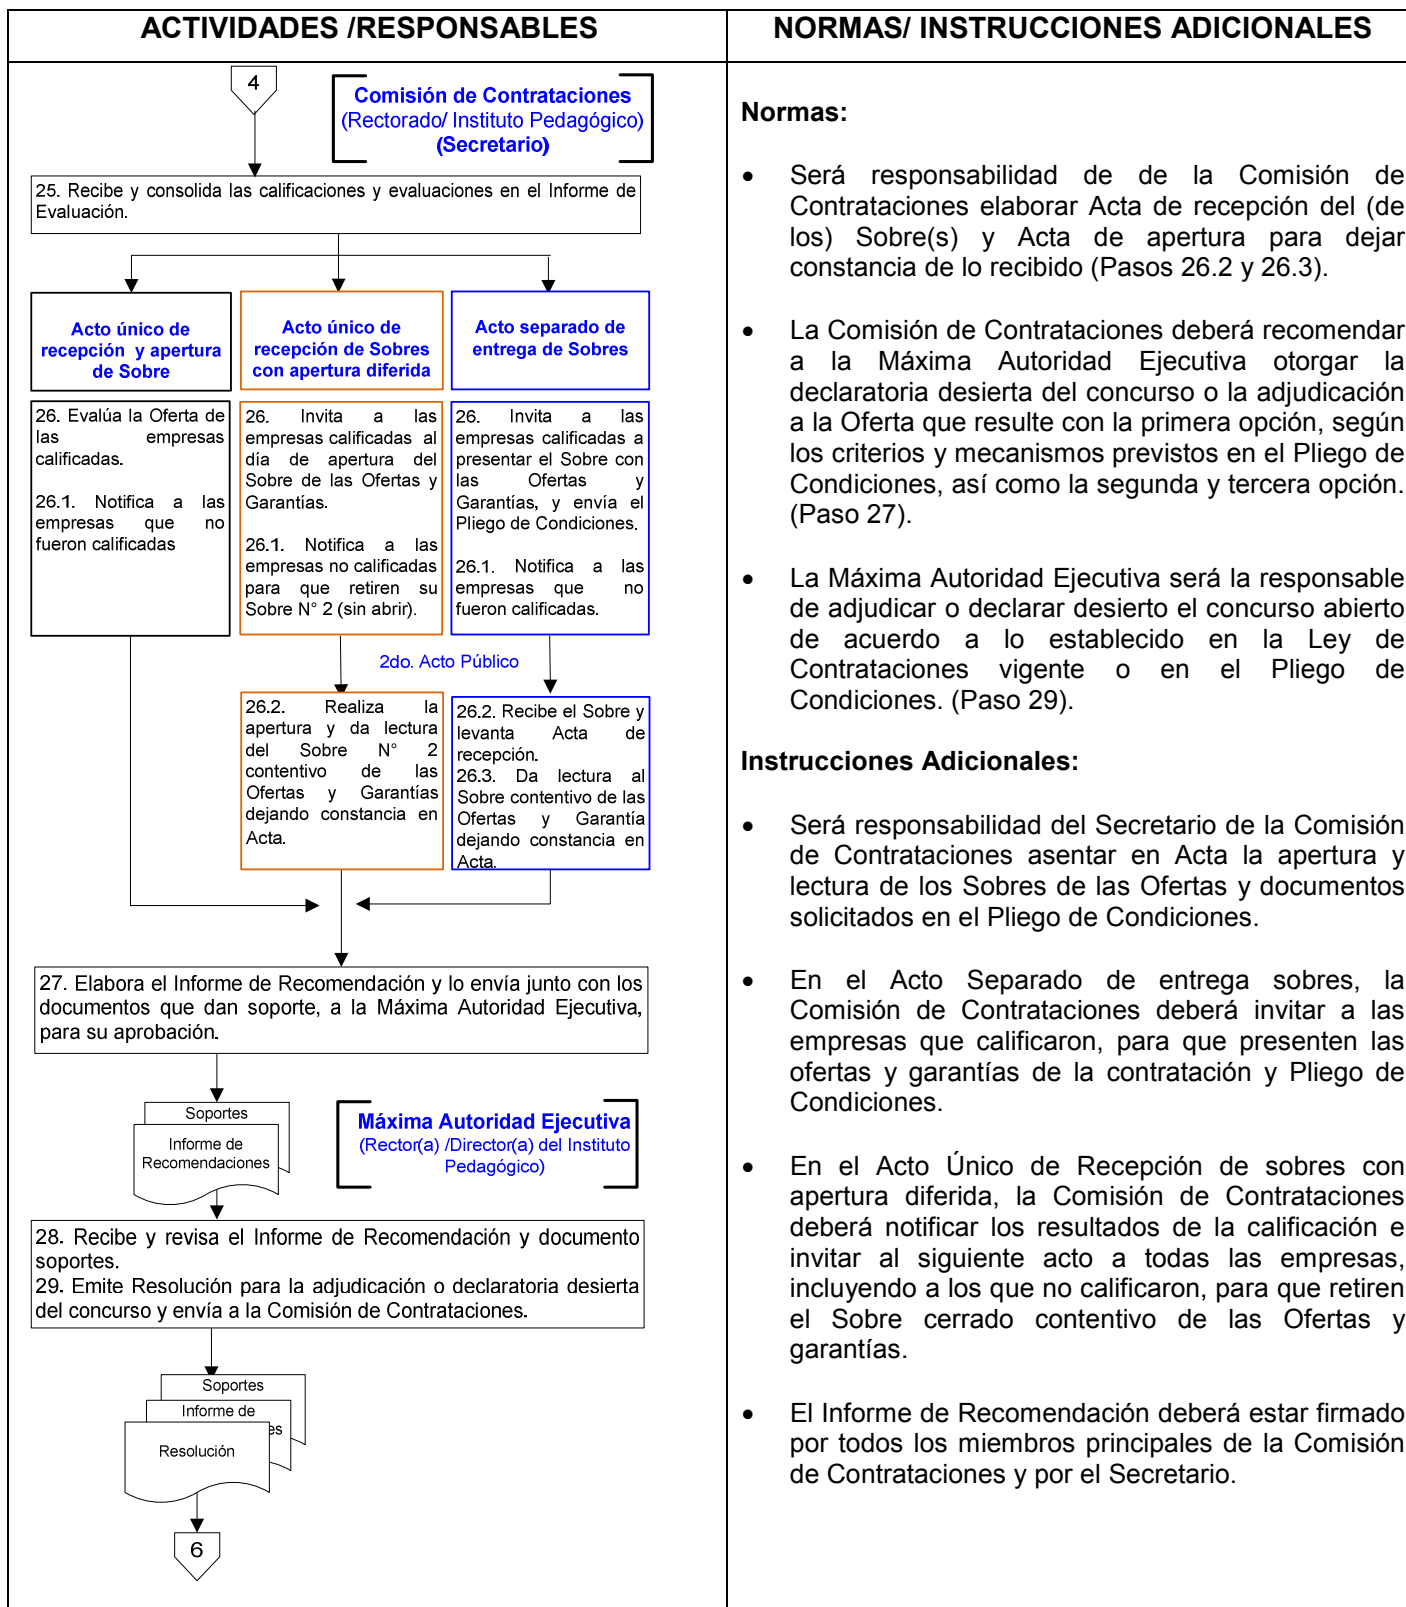 ACTIVIDADES /RESPONSABLES
NORMAS/ INSTRUCCIONES ADICIONALES
4
Comisión de Contrataciones
(Rectorado/ Instituto Pedagógico)
(Secretario)
25. Recibe y consolida las calificaciones y evaluaciones en el Informe de
Evaluación.
Acto único de
recepción y apertura
de Sobre
Acto único de
recepción de Sobres
con apertura diferida
Acto separado de
entrega de Sobres
26. Evalúa la Oferta de
las empresas
calificadas.
26.1. Notifica a las
empresas que no
fueron calificadas
26. Invita a las
empresas calificadas al
día de apertura del
Sobre de las Ofertas y
Garantías.
26.1. Notifica a las
empresas no calificadas
para que retiren su
Sobre N° 2 (sin abrir).
26. Invita a las
empresas calificadas a
presentar el Sobre con
las Ofertas y
Garantías, y envía el
Pliego de Condiciones.
26.1. Notifica a las
empresas que no
fueron calificadas.
2do. Acto Público
26.2. Realiza la
apertura y da lectura
del Sobre N° 2
contentivo de las
Ofertas y Garantías
dejando constancia en
Acta.
26.2. Recibe el Sobre y
levanta Acta de
recepción.
26.3. Da lectura al
Sobre contentivo de las
Ofertas y Garantía
dejando constancia en
Acta.
27. Elabora el Informe de Recomendación y lo envía junto con los
documentos que dan soporte, a la Máxima Autoridad Ejecutiva,
para su aprobación.
Soportes
Informe de
Recomendaciones
Máxima Autoridad Ejecutiva
(Rector(a) /Director(a) del Instituto
Pedagógico)
28. Recibe y revisa el Informe de Recomendación y documento
soportes.
29. Emite Resolución para la adjudicación o declaratoria desierta
del concurso y envía a la Comisión de Contrataciones.
Soportes
Informe de
es
Resolución
6
Normas:
• Será responsabilidad de de la Comisión de
Contrataciones elaborar Acta de recepción del (de
los) Sobre(s) y Acta de apertura para dejar
constancia de lo recibido (Pasos 26.2 y 26.3).
• La Comisión de Contrataciones deberá recomendar
a la Máxima Autoridad Ejecutiva otorgar la
declaratoria desierta del concurso o la adjudicación
a la Oferta que resulte con la primera opción, según
los criterios y mecanismos previstos en el Pliego de
Condiciones, así como la segunda y tercera opción.
(Paso 27).
• La Máxima Autoridad Ejecutiva será la responsable
de adjudicar o declarar desierto el concurso abierto
de acuerdo a lo establecido en la Ley de
Contrataciones vigente o en el Pliego de
Condiciones. (Paso 29).
Instrucciones Adicionales:
• Será responsabilidad del Secretario de la Comisión
de Contrataciones asentar en Acta la apertura y
lectura de los Sobres de las Ofertas y documentos
solicitados en el Pliego de Condiciones.
• En el Acto Separado de entrega sobres, la
Comisión de Contrataciones deberá invitar a las
empresas que calificaron, para que presenten las
ofertas y garantías de la contratación y Pliego de
Condiciones.
• En el Acto Único de Recepción de sobres con
apertura diferida, la Comisión de Contrataciones
deberá notificar los resultados de la calificación e
invitar al siguiente acto a todas las empresas,
incluyendo a los que no calificaron, para que retiren
el Sobre cerrado contentivo de las Ofertas y
garantías.
• El Informe de Recomendación deberá estar firmado
por todos los miembros principales de la Comisión
de Contrataciones y por el Secretario.